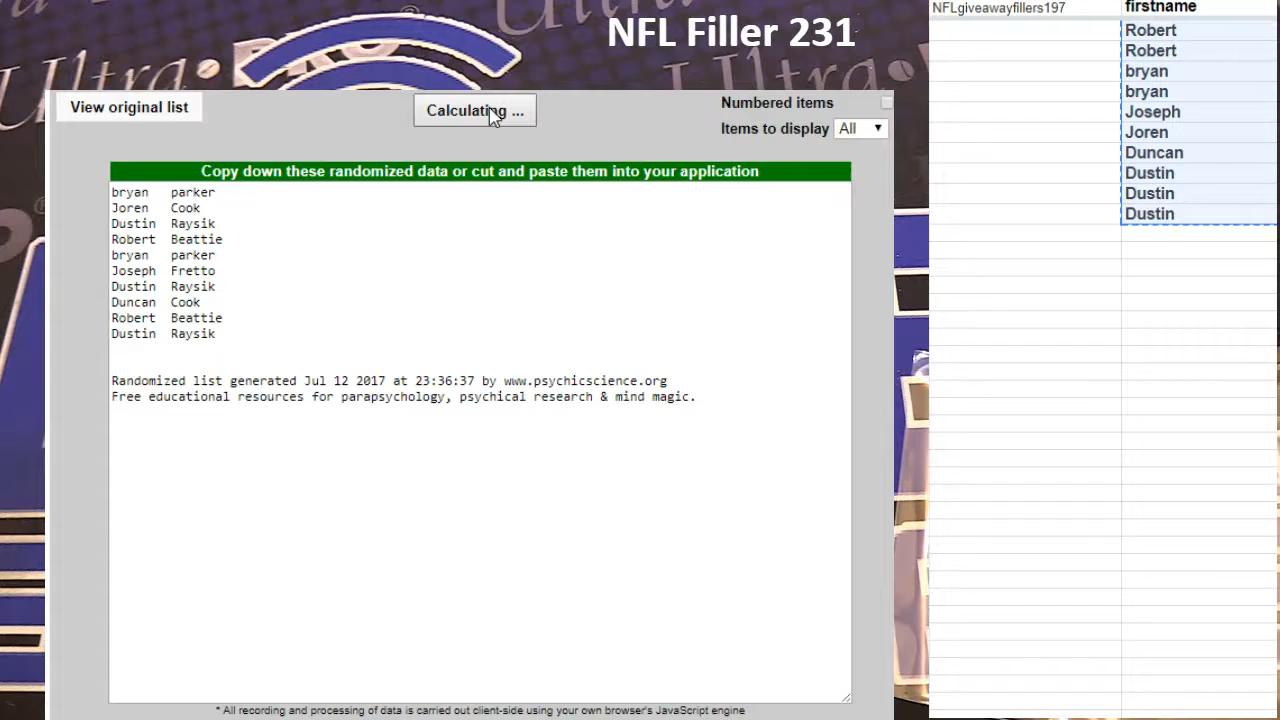 NFL Filler 231
View original list
Calculating ...
Numbered items
Items to display All
Copy down these randomized data or cut and paste them into your application
bryan parker
Joren Cook
Dustin Raysik
Robert Beattie
bryan parker
Joseph Fretto
Dustin Raysik
Duncan Cook
Robert Beattie
Dustin Raysik
Randomized list generated Jul 12 2017 at 23:36:37 by www.psychicscience.org
Free educational resources for parapsychology, psychical research & mind magic.
* All recording and processing of data is carried out client-side using your own browser's JavaScript engine
NFLgiveawayfillers197 firstname
Robert
Robert
bryan
bryan
Joseph
Joren
Duncan
Dustin
Dustin
Dustin
Ultra PRO
Ultra
Ultra